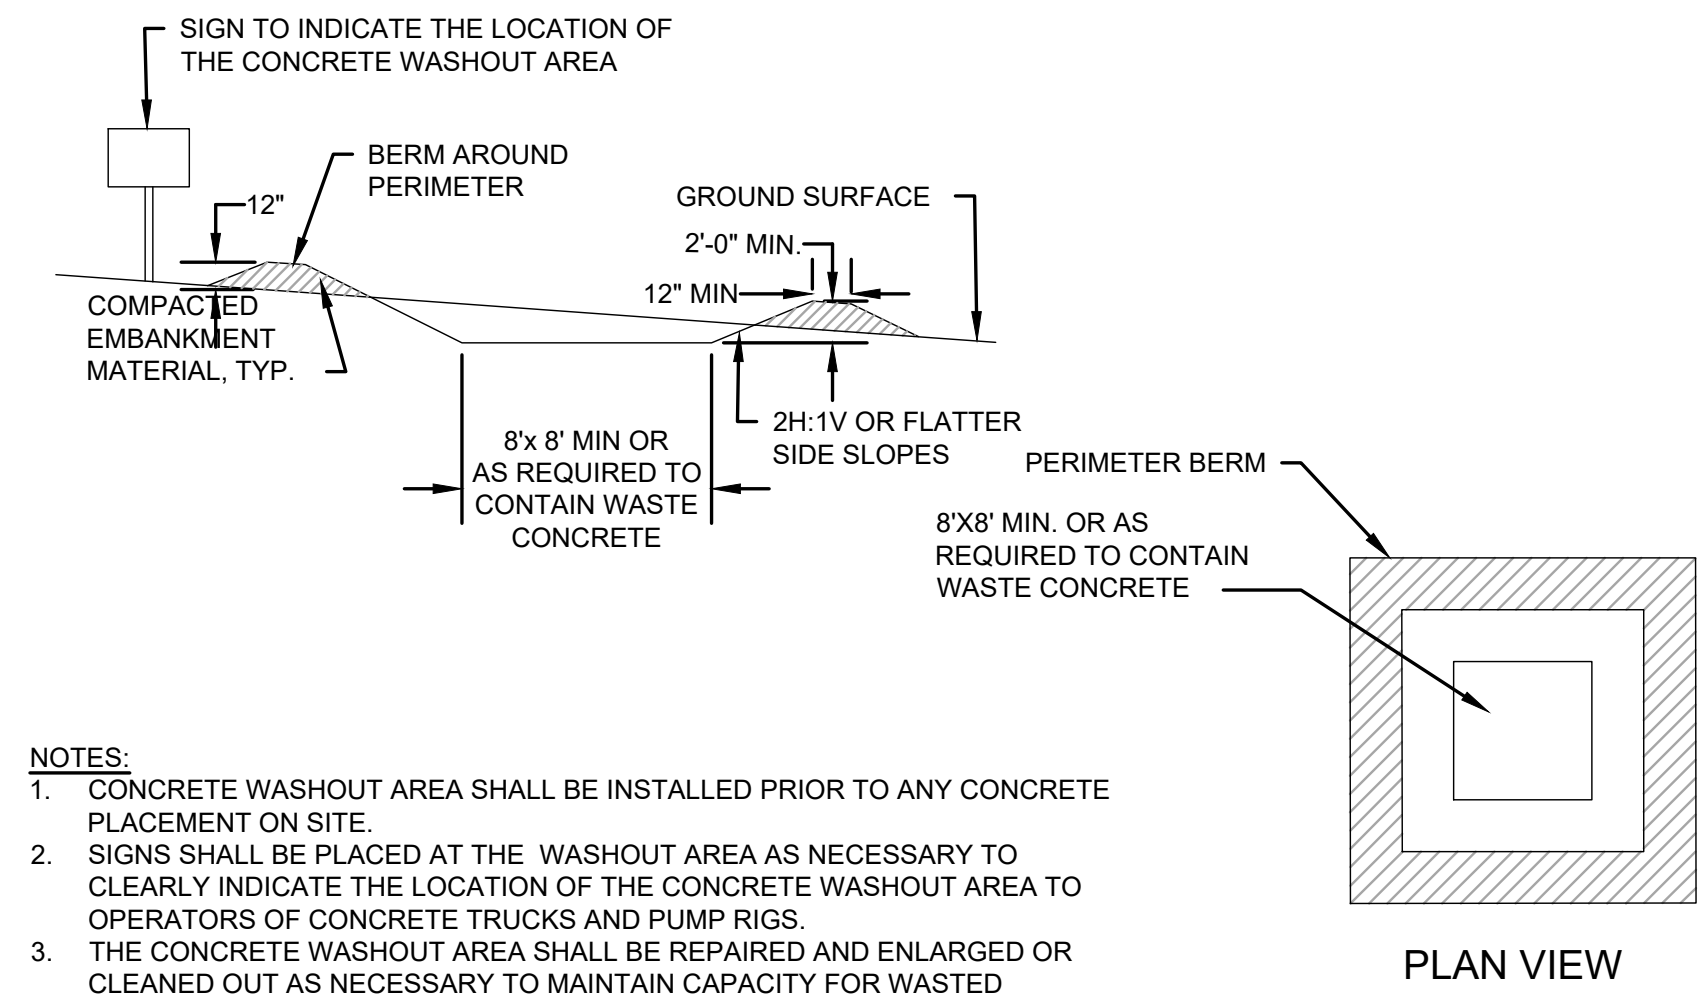 SIGN TO INDICATE THE LOCATION OF
THE CONCRETE WASHOUT AREA
BERM AROUND
PERIMETER
12"
GROUND SURFACE
2'-0" MIN.
12" MIN
COMPACTED
EMBANKMENT
MATERIAL, TYP.
8'x 8' MIN OR
AS REQUIRED TO
CONTAIN WASTE
CONCRETE
2H:1V OR FLATTER
SIDE SLOPES
PERIMETER BERM
8'X8' MIN. OR AS
REQUIRED TO CONTAIN
WASTE CONCRETE
NOTES:
1. CONCRETE WASHOUT AREA SHALL BE INSTALLED PRIOR TO ANY CONCRETE
PLACEMENT ON SITE.
2. SIGNS SHALL BE PLACED AT THE WASHOUT AREA AS NECESSARY TO
CLEARLY INDICATE THE LOCATION OF THE CONCRETE WASHOUT AREA TO
OPERATORS OF CONCRETE TRUCKS AND PUMP RIGS.
3. THE CONCRETE WASHOUT AREA SHALL BE REPAIRED AND ENLARGED OR
CLEANED OUT AS NECESSARY TO MAINTAIN CAPACITY FOR WASTED
PLAN VIEW